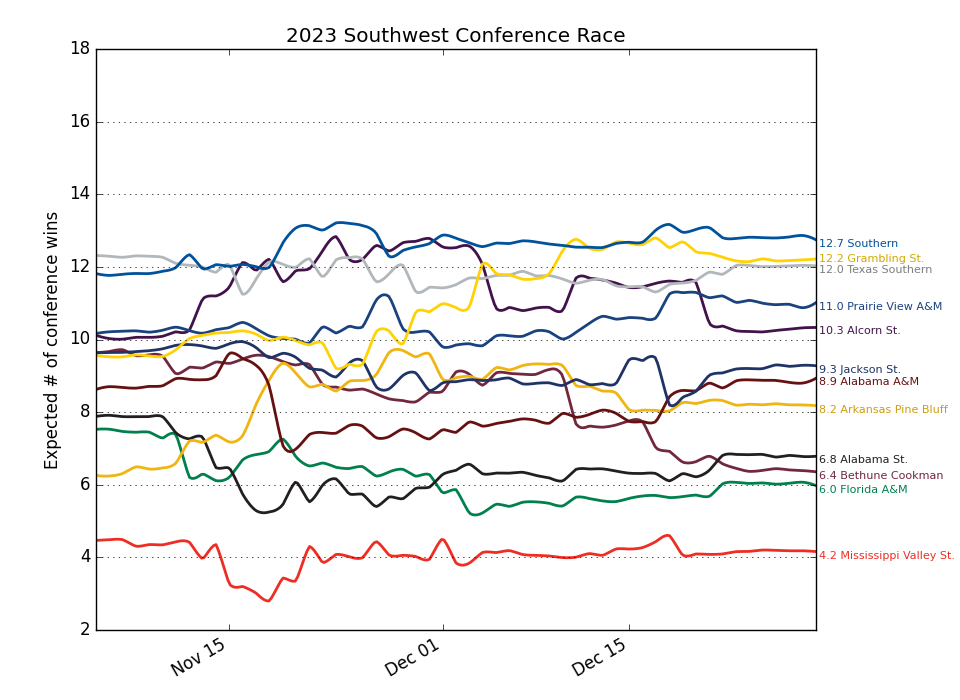 2023 Southwest Conference Race
Expected # of conference wins
18
16
14
12
10
8
6
4
2
Nov 15
Dec 01
Dec 15
12.7 Southern
12.2 Grambling St.
12.0 Texas Southern
11.0 Prairie View A&M
10.3 Alcorn St.
9.3 Jackson St.
8.9 Alabama A&M
8.2 Arkansas Pine Bluff
6.8 Alabama St.
6.4 Bethune Cookman
6.0 Florida A&M
4.2 Mississippi Valley St.